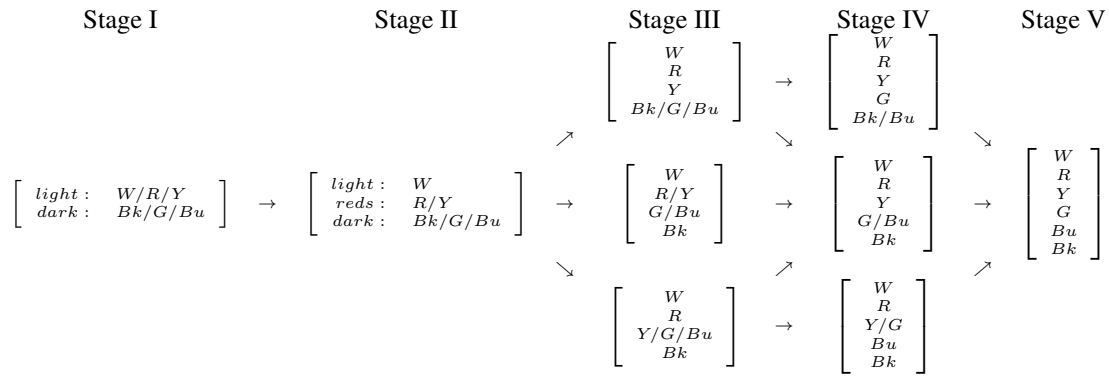 Stage I Stage II Stage III Stage IV Stage V
W
R
Y
Bk/G/Bu
→
W
R
Y
G
Bk/Bu
↗ ↘ ↘
light : W/R/Y
dark : Bk/G/Bu
→
light : W
reds : R/Y
dark : Bk/G/Bu
→
W
R/Y
G/Bu
Bk
→
W
R
Y
G/Bu
Bk
→
W
R
Y
G
Bu
Bk
↘ ↗ ↗
W
R
Y/G/Bu
Bk
→
W
R
Y/G
Bu
Bk